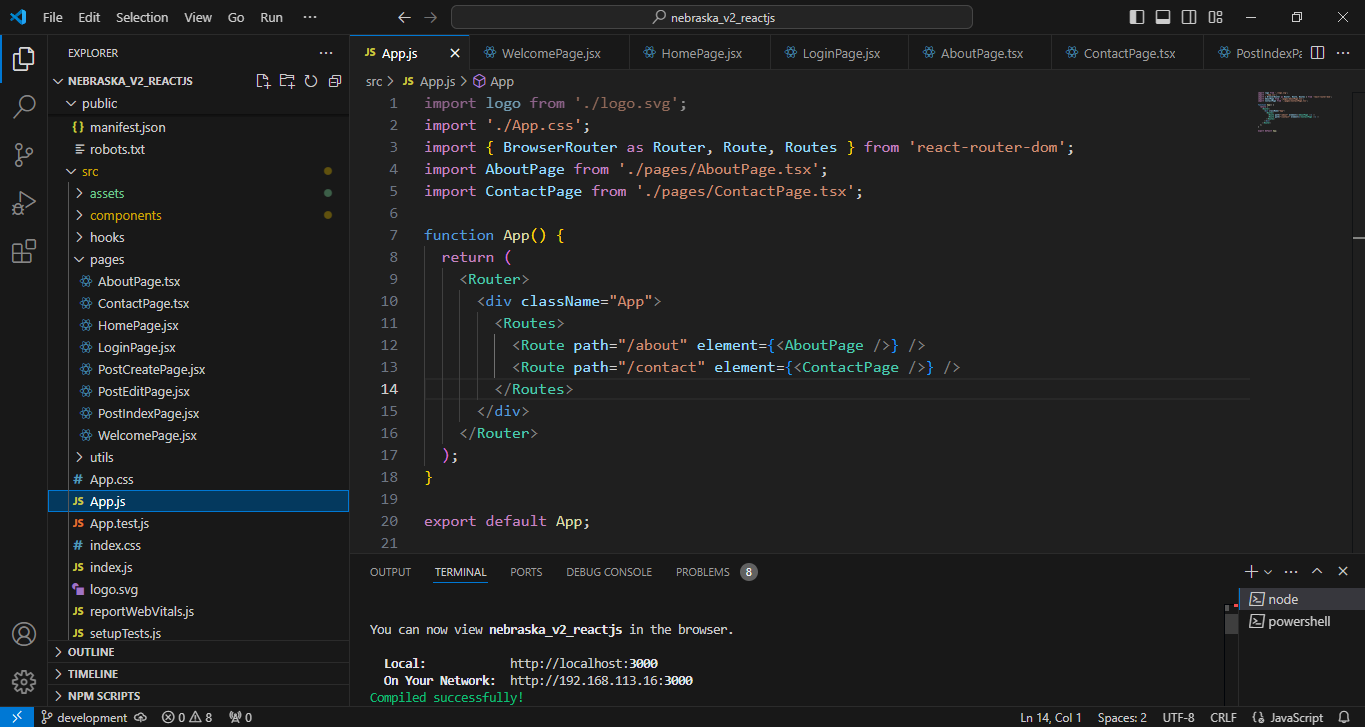 File Edit Selection View Go Run ··· nebraska_v2_reactjs
EXPLORER ···
NEBRASKA_V2_REACTJS
public
{} manifest.json
robots.txt
src
assets
components
hooks
pages
AboutPage.tsx
ContactPage.tsx
HomePage.jsx
LoginPage.jsx
PostCreatePage.jsx
PostEditPage.jsx
PostIndexPage.jsx
WelcomePage.jsx
utils
# App.css
JS App.js
JS App.test.js
# index.css
JS index.js
logo.svg
JS reportWebVitals.js
JS setupTests.js
OUTLINE
TIMELINE
NPM SCRIPTS
JS App.js WelcomePage.jsx HomePage.jsx LoginPage.jsx AboutPage.tsx ContactPage.tsx PostIndexPa ···
src > JS App.js > App
1 import logo from './logo.svg';
2 import './App.css';
3 import { BrowserRouter as Router, Route, Routes } from 'react-router-dom';
4 import AboutPage from './pages/AboutPage.tsx';
5 import ContactPage from './pages/ContactPage.tsx';
6
7 function App() {
8 return (
9 <Router>
10 <div className="App">
11 <Routes>
12 <Route path="/about" element={<AboutPage />} />
13 <Route path="/contact" element={<ContactPage />} />
14 </Routes>
15 </div>
16 </Router>
17 );
18 }
19
20 export default App;
21
OUTPUT TERMINAL PORTS DEBUG CONSOLE PROBLEMS 8 ···
You can now view nebraska_v2_reactjs in the browser.
Local: http://localhost:3000
On Your Network: http://192.168.113.16:3000
Compiled successfully!
node
powershell
development 0 8 0 Ln 14, Col 1 Spaces: 2 UTF-8 CRLF {} JavaScript